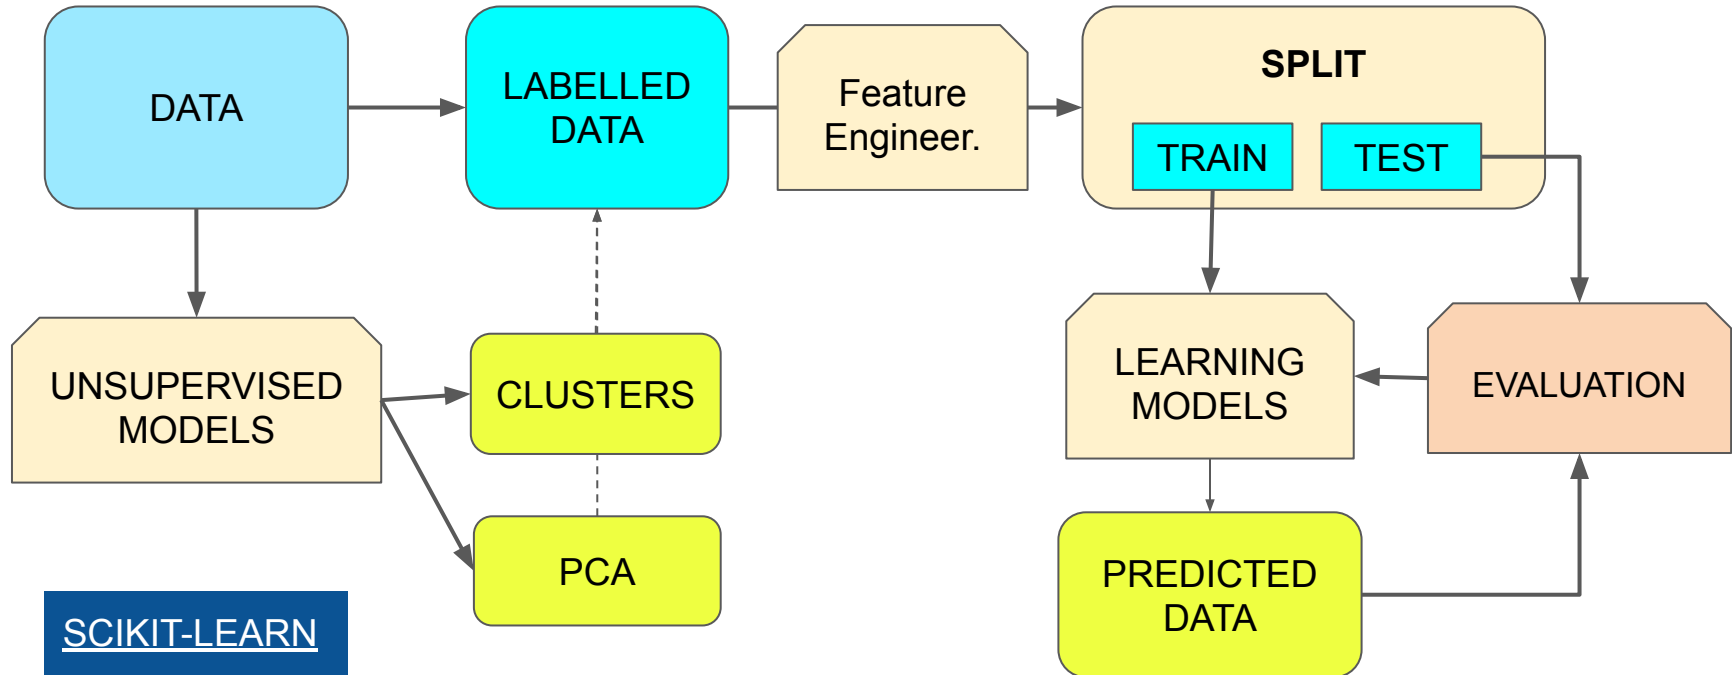 DATA
LABELLED
DATA
Feature
Engineer.
SPLIT
TRAIN
TEST
UNSUPERVISED
MODELS
CLUSTERS
PCA
LEARNING
MODELS
EVALUATION
PREDICTED
DATA
SCIKIT-LEARN